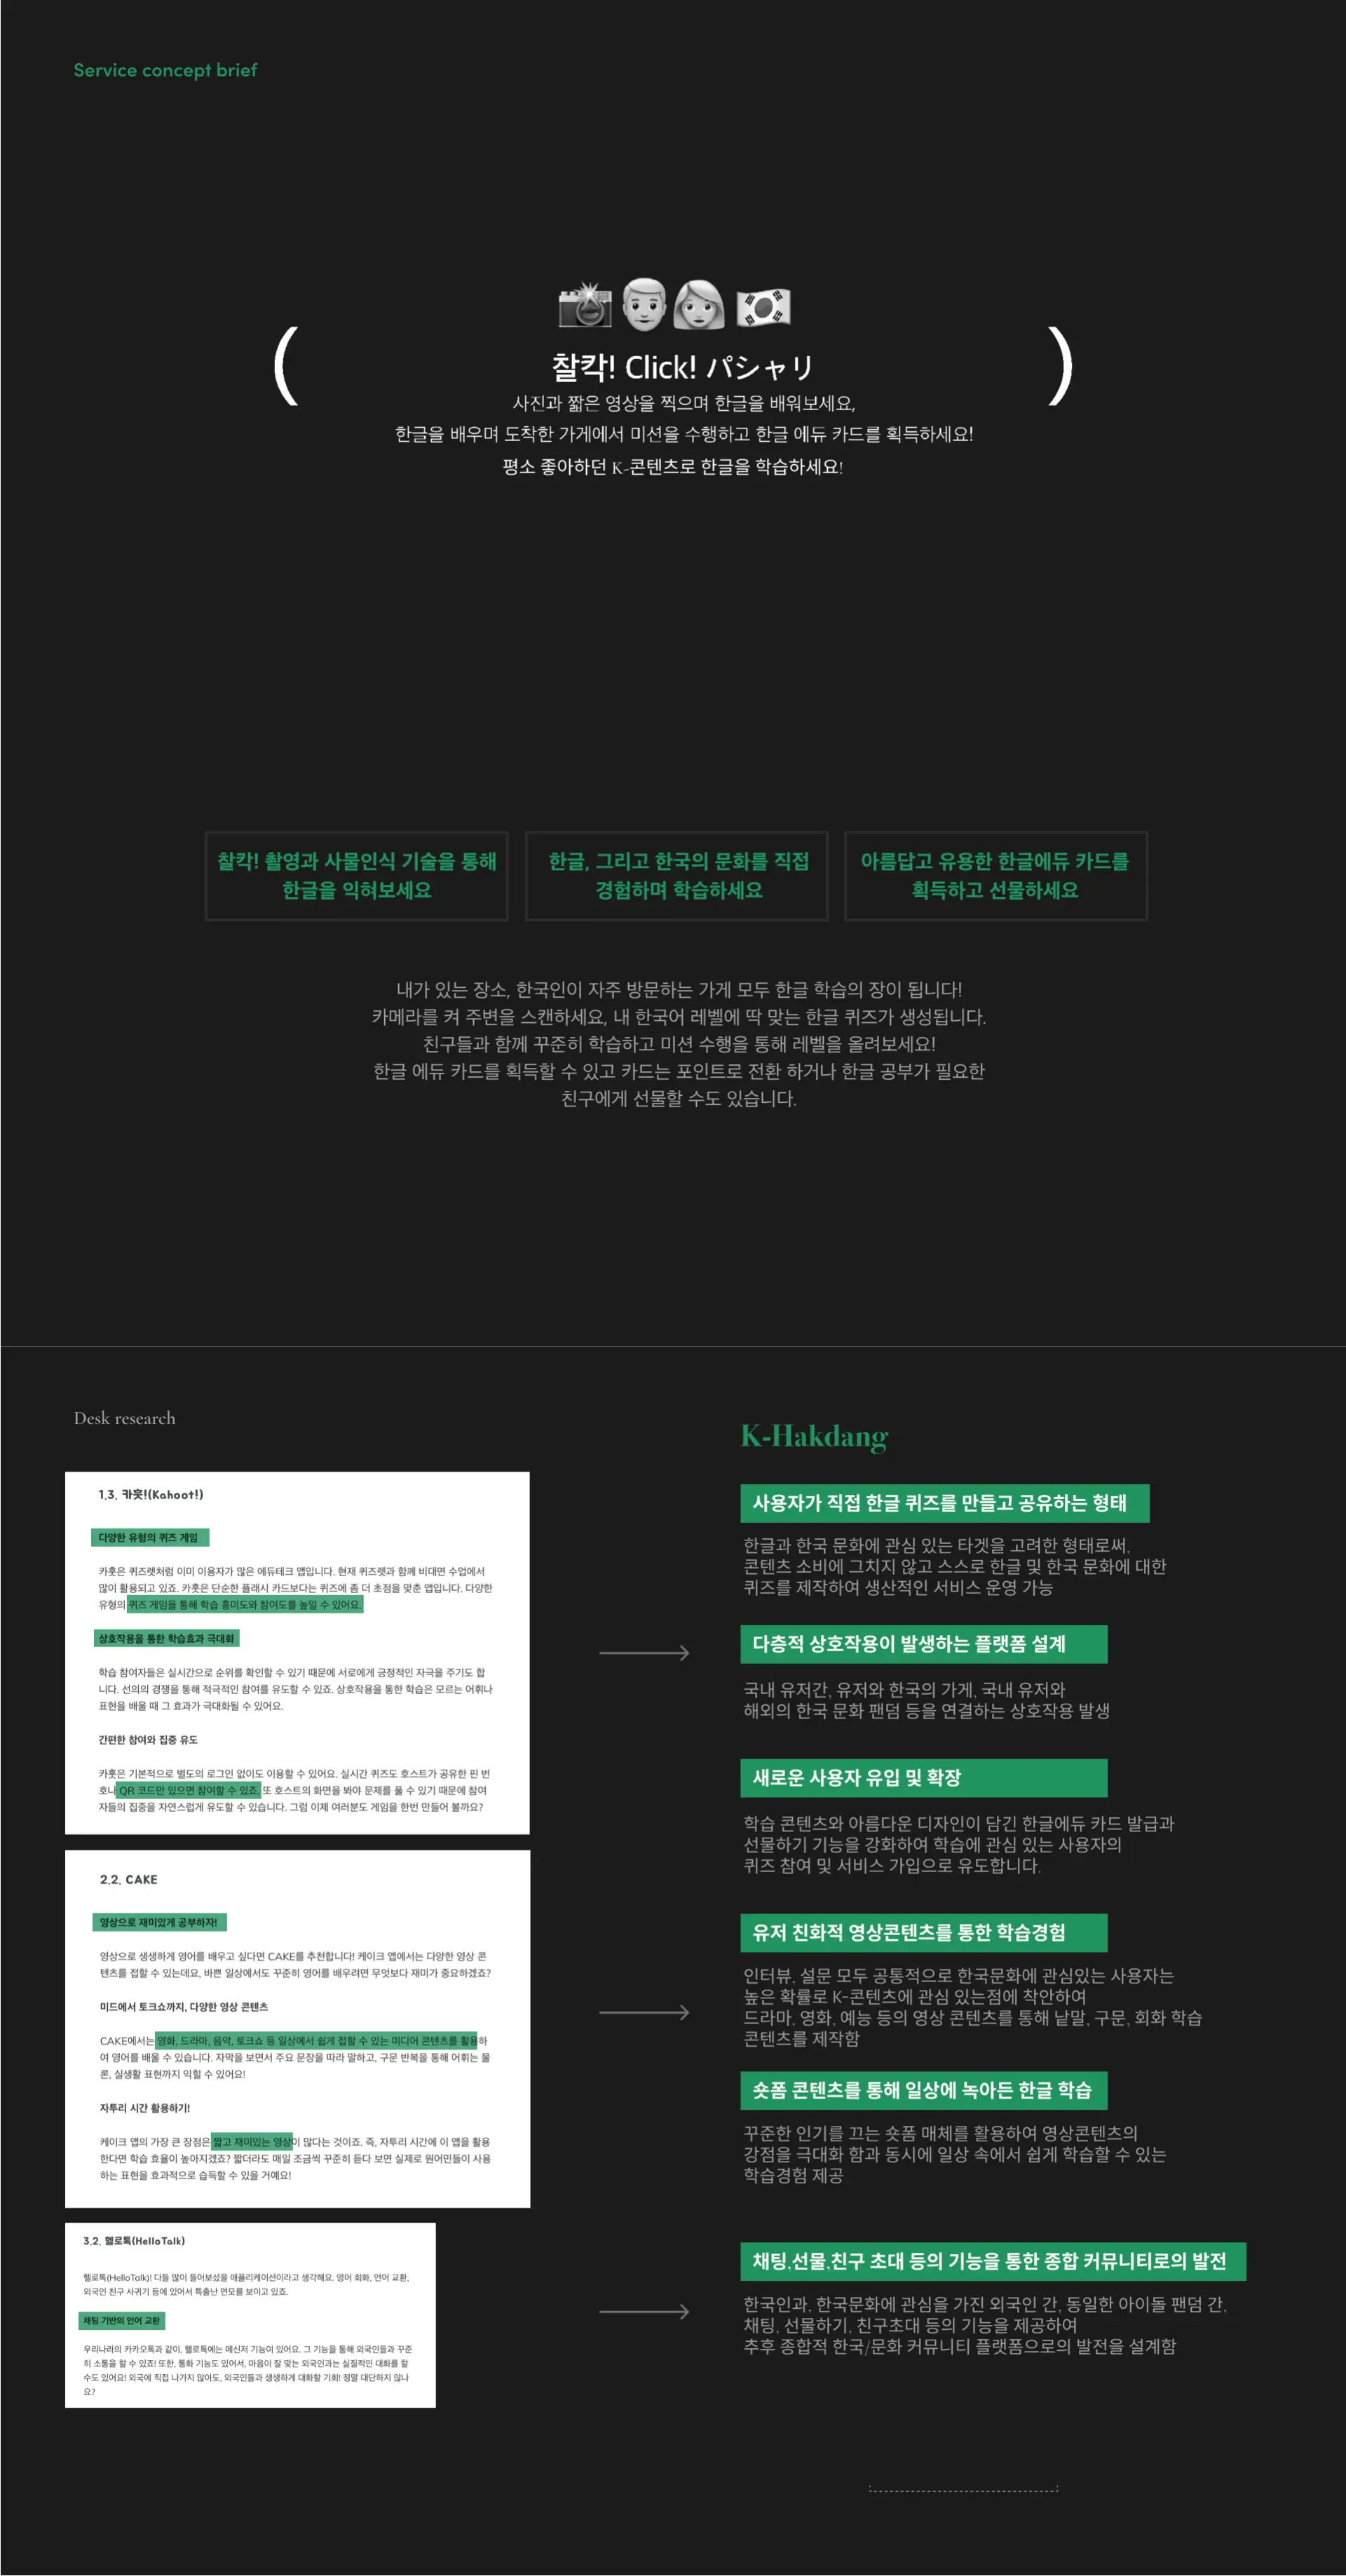 Service concept brief
(
찰칵! Click! パシャリ
)
사진과 짧은 영상을 찍으며 한글을 배워보세요,
한글을 배우며 도착한 가게에서 미션을 수행하고 한글 에듀 카드를 획득하세요!
평소 좋아하던 K-콘텐츠로 한글을 학습하세요!
찰칵! 촬영과 사물인식 기술을 통해
한글을 익혀보세요
한글, 그리고 한국의 문화를 직접
경험하며 학습하세요
아름답고 유용한 한글에듀 카드를
획득하고 선물하세요
내가 있는 장소, 한국인이 자주 방문하는 가게 모두 한글 학습의 장이 됩니다!
카메라를 켜 주변을 스캔하세요, 내 한국어 레벨에 딱 맞는 한글 퀴즈가 생성됩니다.
친구들과 함께 꾸준히 학습하고 미션 수행을 통해 레벨을 올려보세요!
한글 에듀 카드를 획득할 수 있고 카드는 포인트로 전환 하거나 한글 공부가 필요한
친구에게 선물할 수도 있습니다.
Desk research
1.3. 카훗!(Kahoot!)
다양한 유형의 퀴즈 게임
카훗은 퀴즈렛처럼 이미 이용자가 많은 에듀테크 앱입니다. 현재 퀴즈렛과 함께 비대면 수업에서
많이 활용되고 있죠. 카훗은 단순한 플래시 카드보다는 퀴즈에 좀 더 초점을 맞춘 앱입니다. 다양한
유형의 퀴즈 게임을 통해 학습 흥미도와 참여도를 높일 수 있어요.
상호작용을 통한 학습효과 극대화
학습 참여자들은 실시간으로 순위를 확인할 수 있기 때문에 서로에게 긍정적인 자극을 주기도 합
니다. 선의의 경쟁을 통해 적극적인 참여를 유도할 수 있죠. 상호작용을 통한 학습은 모르는 어휘나
표현을 배울 때 그 효과가 극대화될 수 있어요.
간편한 참여와 집중 유도
카훗은 기본적으로 별도의 로그인 없이도 이용할 수 있어요. 실시간 퀴즈도 호스트가 공유한 핀 번
호나 QR 코드만 있으면 참여할 수 있죠. 또 호스트의 화면을 봐야 문제를 풀 수 있기 때문에 참여
자들의 집중을 자연스럽게 유도할 수 있습니다. 그럼 이제 여러분도 게임을 한번 만들어 볼까요?
2.2. CAKE
영상으로 재미있게 공부하자!
영상으로 생생하게 영어를 배우고 싶다면 CAKE를 추천합니다! 케이크 앱에서는 다양한 영상 콘
텐츠를 접할 수 있는데요, 바쁜 일상에서도 꾸준히 영어를 배우려면 무엇보다 재미가 중요하겠죠?
미드에서 토크쇼까지, 다양한 영상 콘텐츠
CAKE에서는 영화, 드라마, 음악, 토크쇼 등 일상에서 쉽게 접할 수 있는 미디어 콘텐츠를 활용하
여 영어를 배울 수 있습니다. 자막을 보면서 주요 문장을 따라 말하고, 구문 반복을 통해 어휘는 물
론, 실생활 표현까지 익힐 수 있어요!
자투리 시간 활용하기!
케이크 앱의 가장 큰 장점은 짧고 재미있는 영상이 많다는 것이죠. 즉, 자투리 시간에 이 앱을 활용
한다면 학습 효율이 높아지겠죠? 짧더라도 매일 조금씩 꾸준히 듣다 보면 실제로 원어민들이 사용
하는 표현을 효과적으로 습득할 수 있을 거예요!
3.2. 헬로톡(HelloTalk)
헬로톡(HelloTalk)! 다들 많이 들어보셨을 애플리케이션이라고 생각해요. 영어 회화, 언어 교환,
외국인 친구 사귀기 등에 있어서 특출난 면모를 보이고 있죠.
채팅 기반의 언어 교환
우리나라의 카카오톡과 같이, 헬로톡에는 메신저 기능이 있어요. 그 기능을 통해 외국인들과 꾸준
히 소통을 할 수 있죠! 또한, 통화 기능도 있어서, 마음이 잘 맞는 외국인과는 실질적인 대화를 할
수도 있어요! 외국에 직접 나가지 않아도, 외국인들과 생생하게 대화할 기회! 정말 대단하지 않나
요?
K-Hakdang
사용자가 직접 한글 퀴즈를 만들고 공유하는 형태
한글과 한국 문화에 관심 있는 타겟을 고려한 형태로써,
콘텐츠 소비에 그치지 않고 스스로 한글 및 한국 문화에 대한
퀴즈를 제작하여 생산적인 서비스 운영 가능
다층적 상호작용이 발생하는 플랫폼 설계
국내 유저간, 유저와 한국의 가게, 국내 유저와
해외의 한국 문화 팬덤 등을 연결하는 상호작용 발생
새로운 사용자 유입 및 확장
학습 콘텐츠와 아름다운 디자인이 담긴 한글에듀 카드 발급과
선물하기 기능을 강화하여 학습에 관심 있는 사용자의
퀴즈 참여 및 서비스 가입으로 유도합니다.
유저 친화적 영상콘텐츠를 통한 학습경험
인터뷰, 설문 모두 공통적으로 한국문화에 관심있는 사용자는
높은 확률로 K-콘텐츠에 관심 있는점에 착안하여
드라마, 영화, 예능 등의 영상 콘텐츠를 통해 낱말, 구문, 회화 학습
콘텐츠를 제작함
숏폼 콘텐츠를 통해 일상에 녹아든 한글 학습
꾸준한 인기를 끄는 숏폼 매체를 활용하여 영상콘텐츠의
강점을 극대화 함과 동시에 일상 속에서 쉽게 학습할 수 있는
학습경험 제공
채팅,선물,친구 초대 등의 기능을 통한 종합 커뮤니티로의 발전
한국인과, 한국문화에 관심을 가진 외국인 간, 동일한 아이돌 팬덤 간,
채팅, 선물하기, 친구초대 등의 기능을 제공하여
추후 종합적 한국/문화 커뮤니티 플랫폼으로의 발전을 설계함